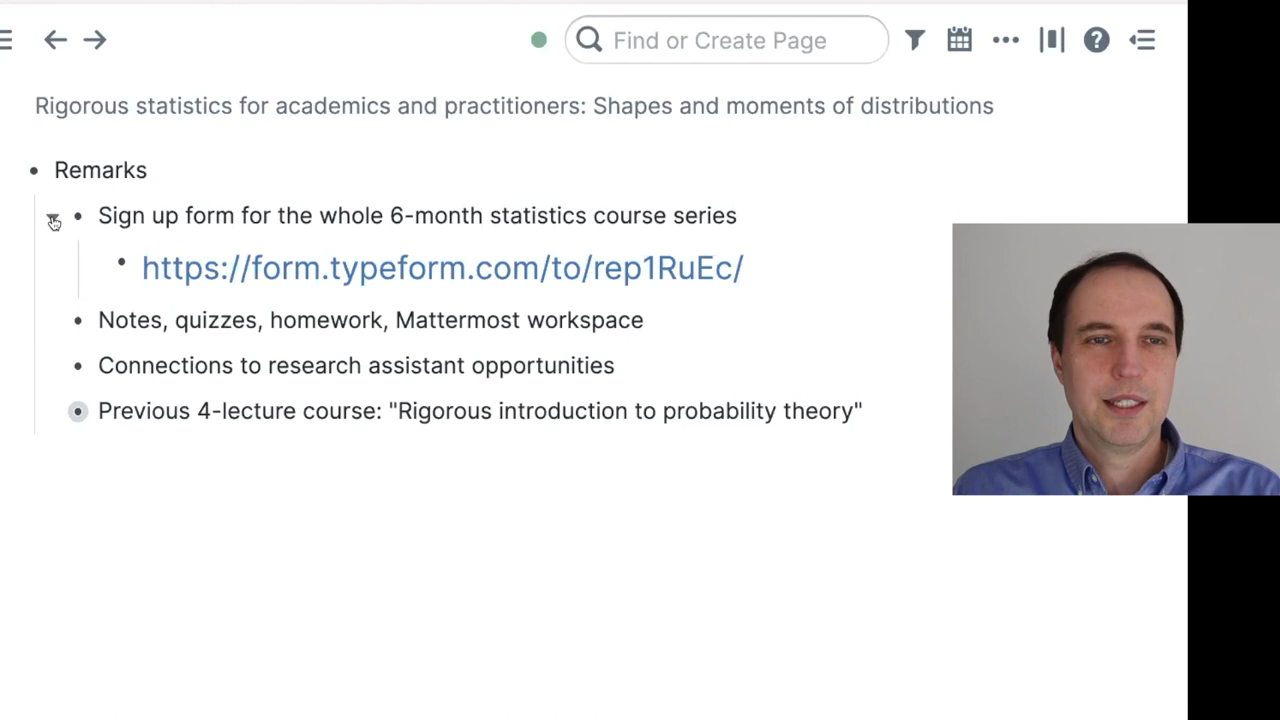 Find or Create Page
Rigorous statistics for academics and practitioners: Shapes and moments of distributions
Remarks
Sign up form for the whole 6-month statistics course series
https://form.typeform.com/to/rep1RuEc/
Notes, quizzes, homework, Mattermost workspace
Connections to research assistant opportunities
Previous 4-lecture course: "Rigorous introduction to probability theory"